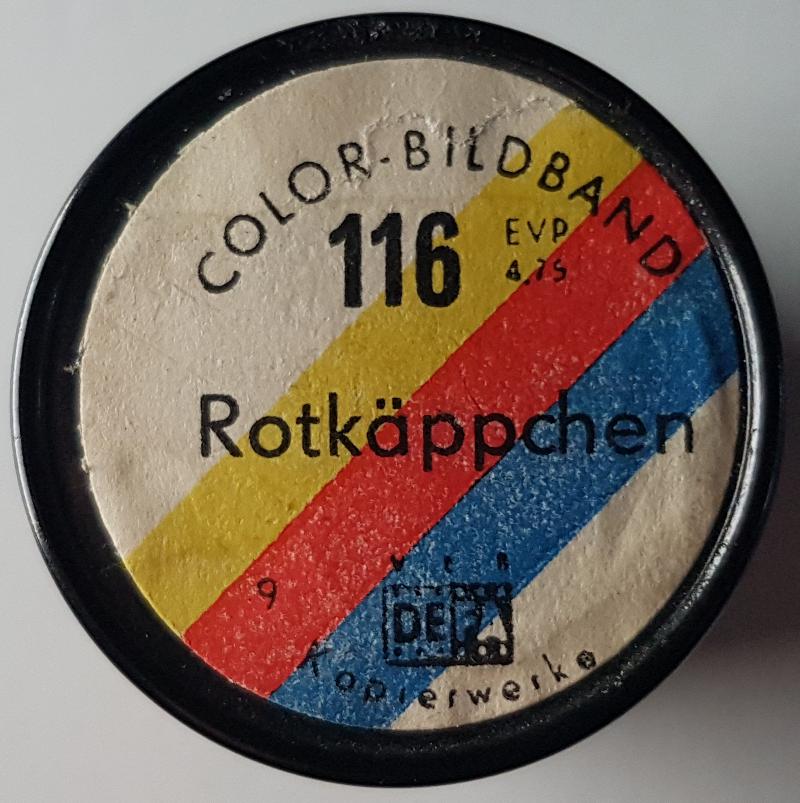 COLOR-BILDBAND
116
EVP
4,75
Rotkäppchen
9
VEB
DEFA
Kopierwerke